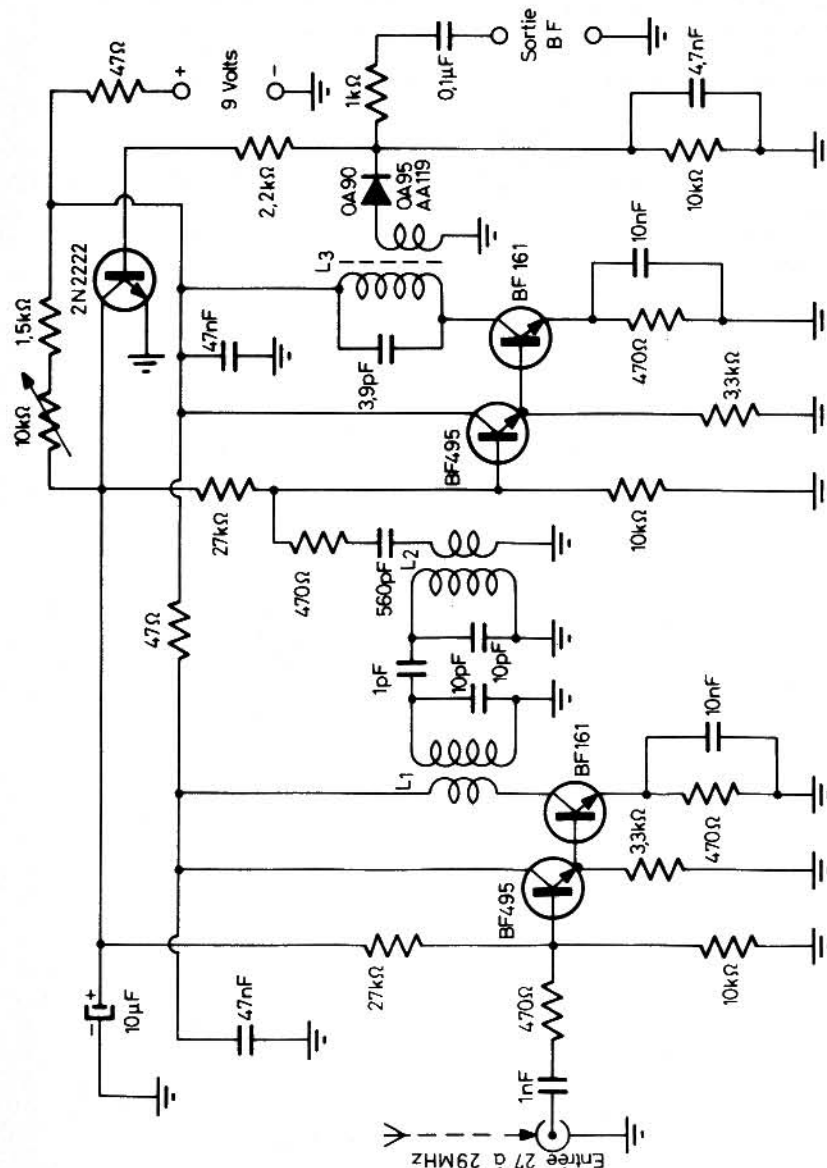 47Ω
+
9 Volts
−
1kΩ
0,1µF
Sortie
BF
1,5kΩ
10kΩ
2N2222
2,2kΩ
OA90
OA95
AA119
4,7nF
10kΩ
L3
47nF
3,9pF
BF 161
10nF
470Ω
BF495
3,3kΩ
27kΩ
10kΩ
470Ω
560pF
L2
47Ω
1pF
10pF
10pF
L1
BF161
10nF
470Ω
3,3kΩ
BF495
27kΩ
10kΩ
- +
10µF
47nF
470Ω
1nF
Entrée 27 à
29MHz